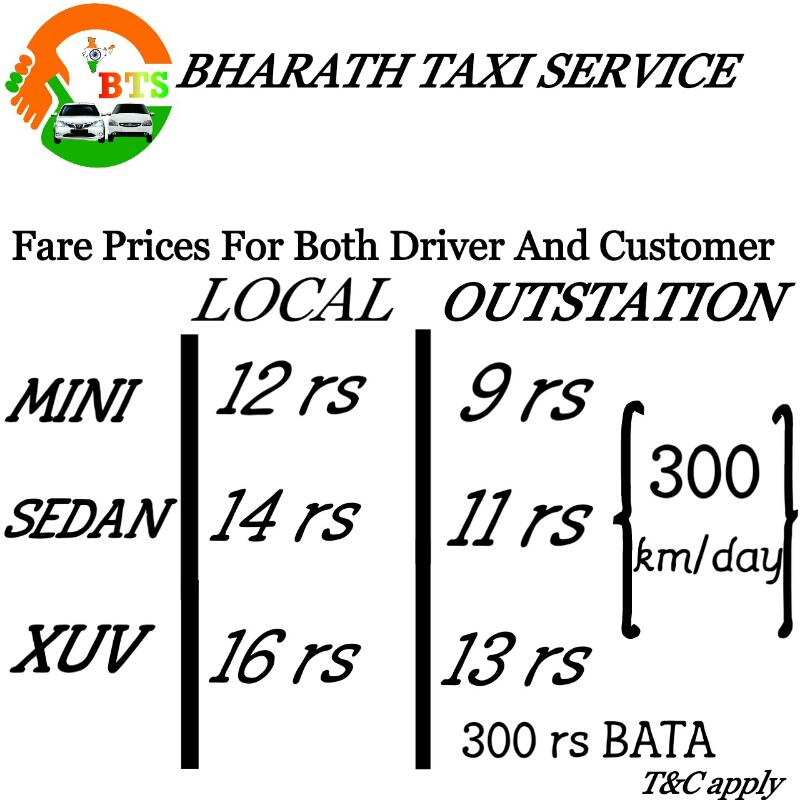 BTS
BHARATH TAXI SERVICE
Fare Prices For Both Driver And Customer
LOCAL OUTSTATION
MINI 12 rs 9 rs
SEDAN 14 rs 11 rs
300
km/day
XUV 16 rs 13 rs
300 rs BATA
T&C apply